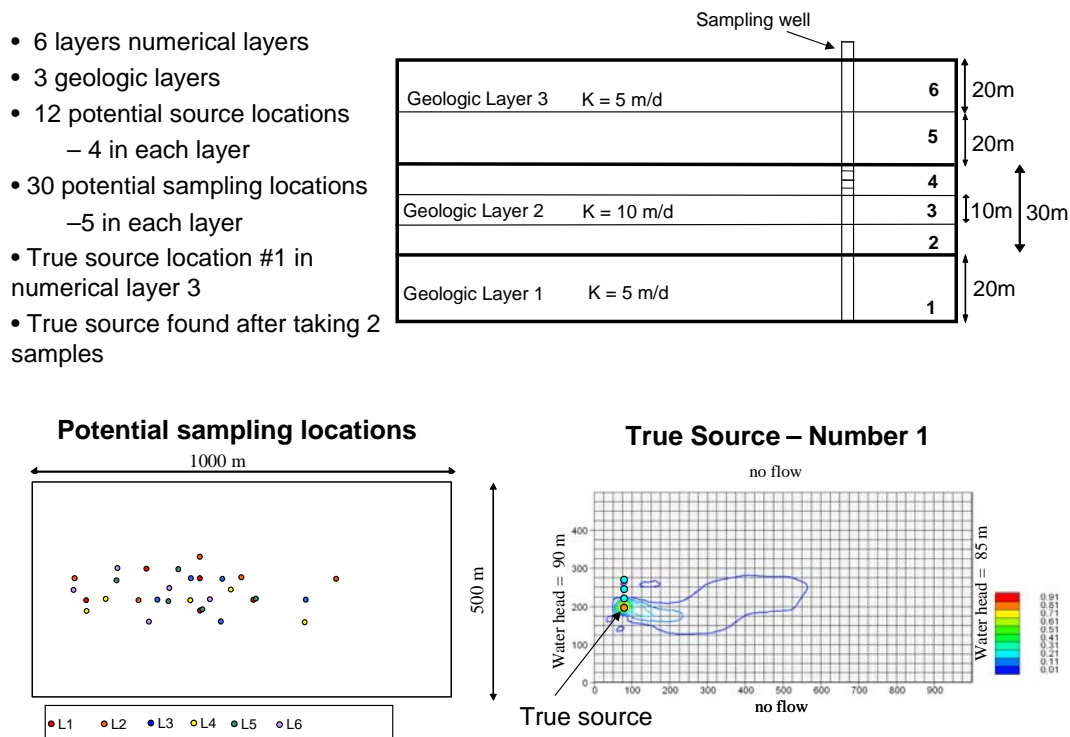 • 6 layers numerical layers
• 3 geologic layers
• 12 potential source locations
– 4 in each layer
• 30 potential sampling locations
–5 in each layer
• True source location #1 in
numerical layer 3
• True source found after taking 2
samples
Sampling well
Geologic Layer 3 K = 5 m/d
6
20m
5
20m
4
Geologic Layer 2 K = 10 m/d
3
10m
30m
2
Geologic Layer 1 K = 5 m/d
1
20m
Potential sampling locations
1000 m
500 m
L1 L2 L3 L4 L5 L6
True Source – Number 1
no flow
Water head = 90 m
Water head = 85 m
400
300
200
100
0
0 100 200 300 400 500 600 700 800 900
no flow
True source
0.91
0.81
0.71
0.61
0.51
0.41
0.31
0.21
0.11
0.01